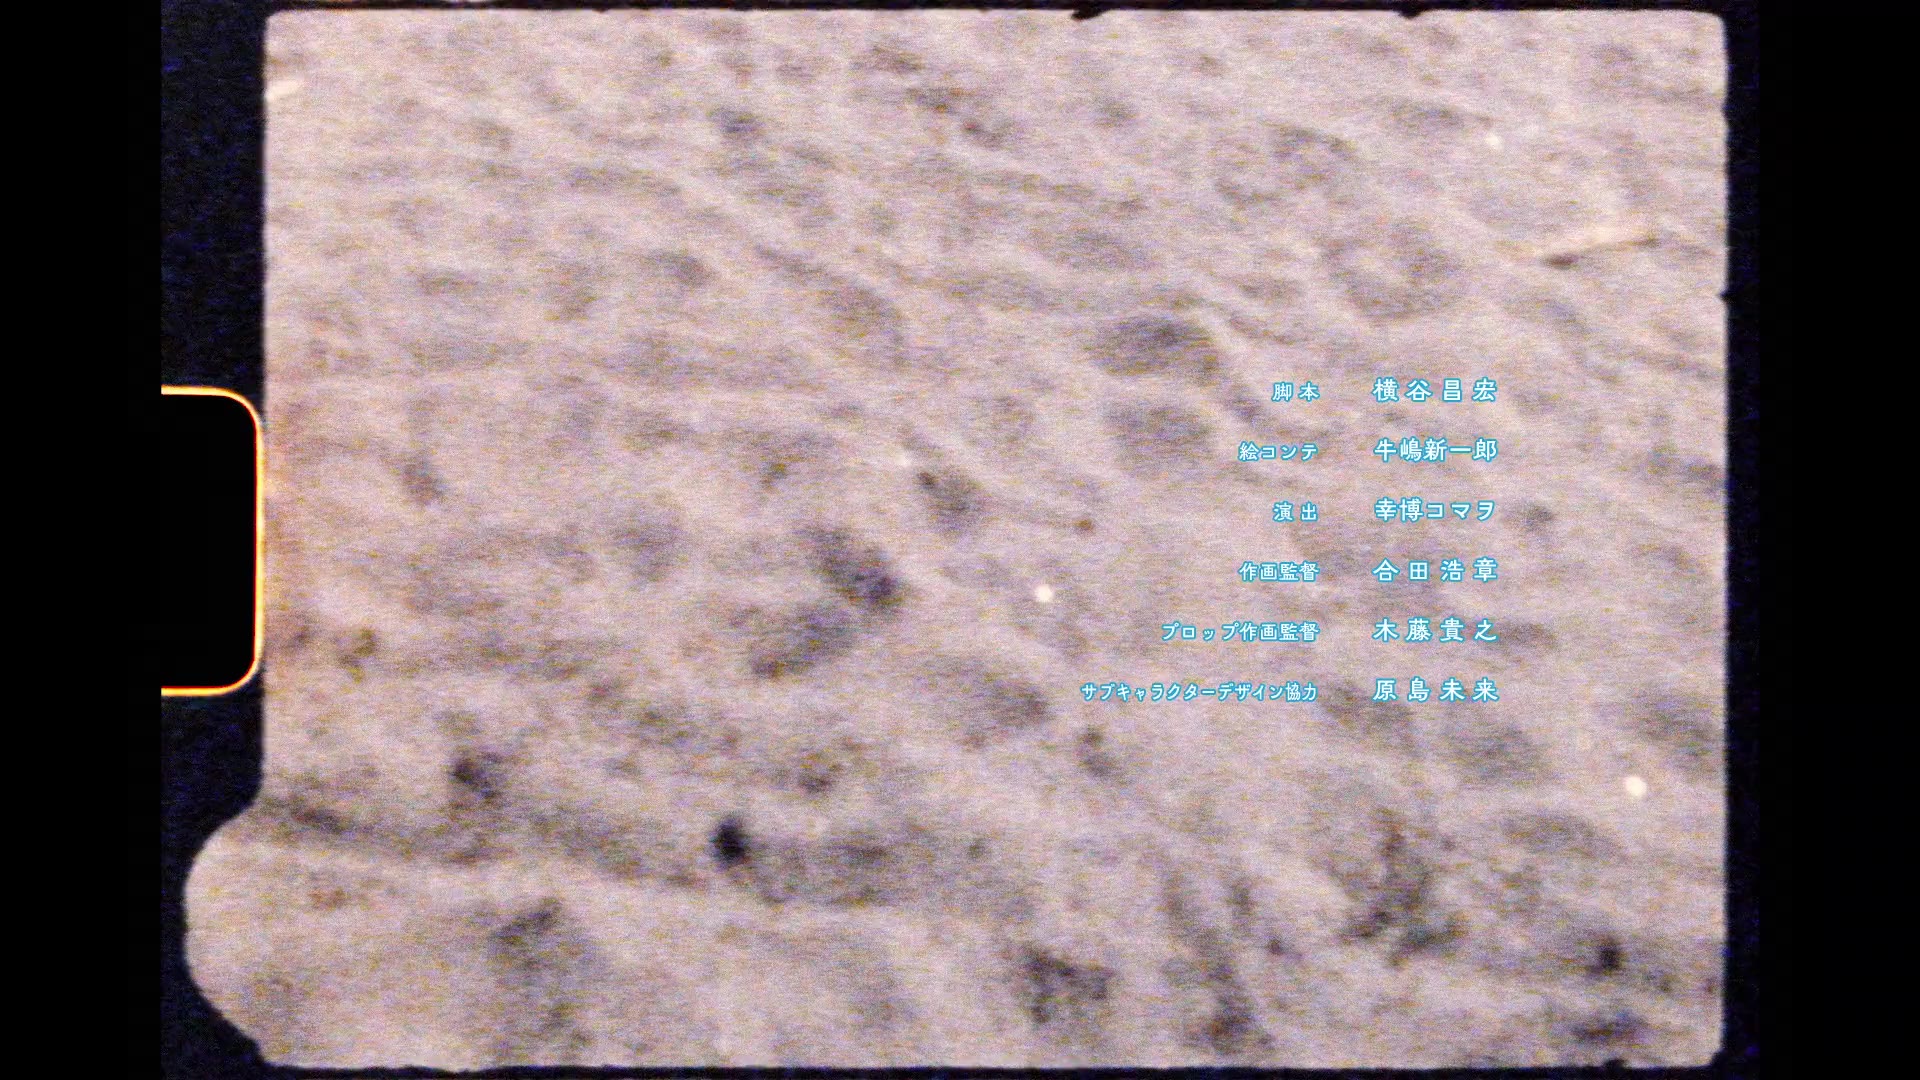 脚本 横谷昌宏
絵コンテ 牛嶋新一郎
演出 幸博コマヲ
作画監督 合田浩章
プロップ作画監督 木藤貴之
サブキャラクターデザイン協力 原島未来